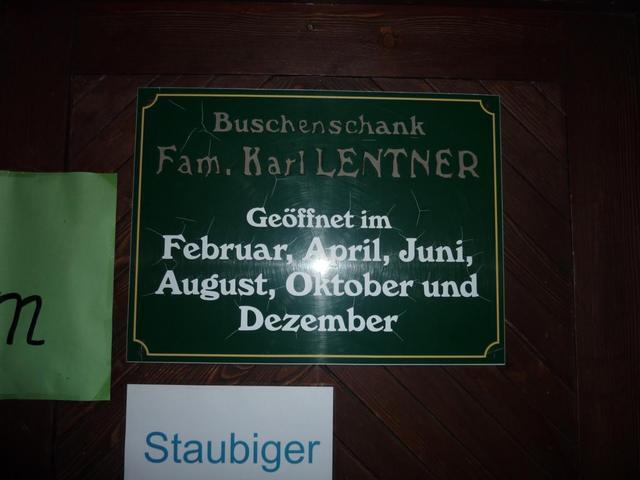 Buschenschank
Fam. Karl LENTNER
Geöffnet im
Februar, April, Juni,
August, Oktober und
Dezember
Staubiger